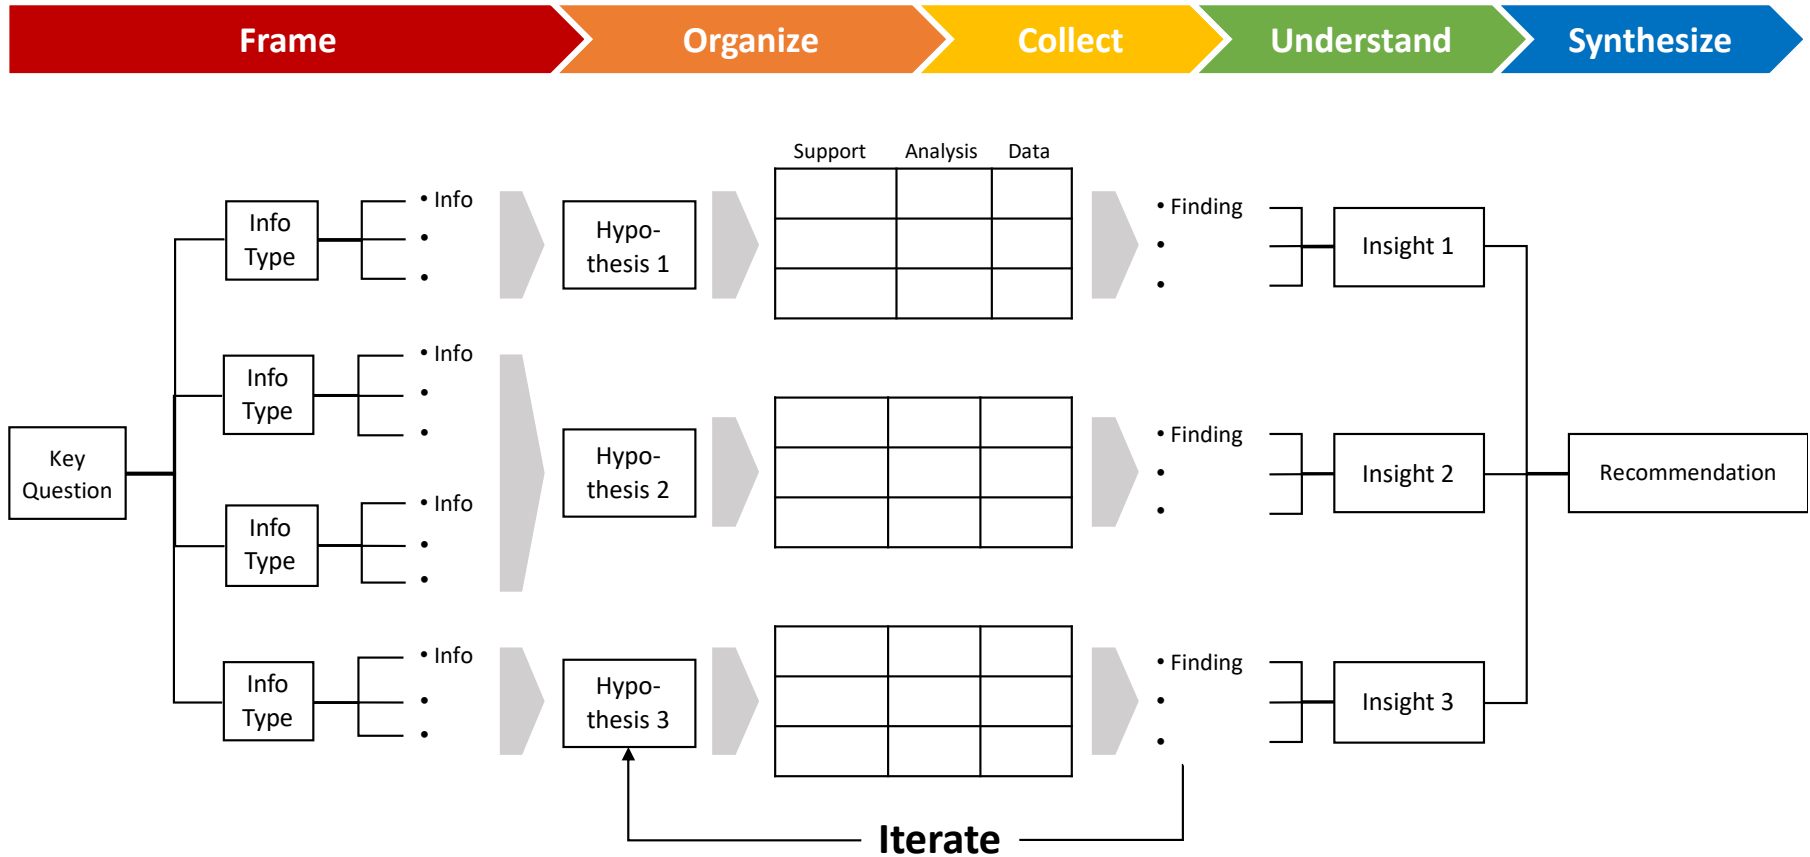 Frame
Organize
Collect
Understand
Synthesize
Support
Analysis
Data
Key
Question
Info
Type
• Info
•
•
Info
Type
• Info
•
•
Info
Type
• Info
•
•
Info
Type
• Info
•
•
Hypo-
thesis 1
Hypo-
thesis 2
Hypo-
thesis 3
• Finding
•
•
• Finding
•
•
• Finding
•
•
Insight 1
Insight 2
Insight 3
Recommendation
Iterate